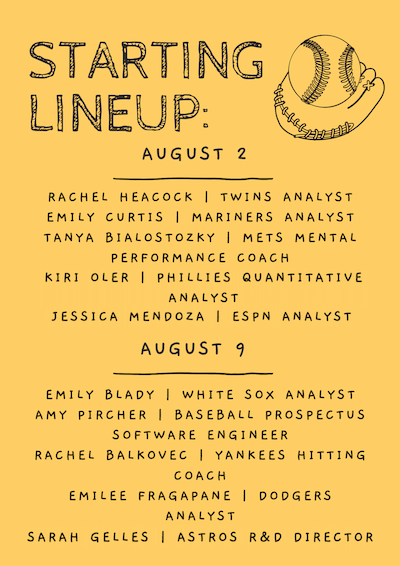 STARTING
LINEUP:
AUGUST 2
RACHEL HEACOCK | TWINS ANALYST
EMILY CURTIS | MARINERS ANALYST
TANYA BIALOSTOZKY | METS MENTAL
PERFORMANCE COACH
KIRI OLER | PHILLIES QUANTITATIVE
ANALYST
JESSICA MENDOZA | ESPN ANALYST
AUGUST 9
EMILY BLADY | WHITE SOX ANALYST
AMY PIRCHER | BASEBALL PROSPECTUS
SOFTWARE ENGINEER
RACHEL BALKOVEC | YANKEES HITTING
COACH
EMILEE FRAGAPANE | DODGERS
ANALYST
SARAH GELLES | ASTROS R&D DIRECTOR